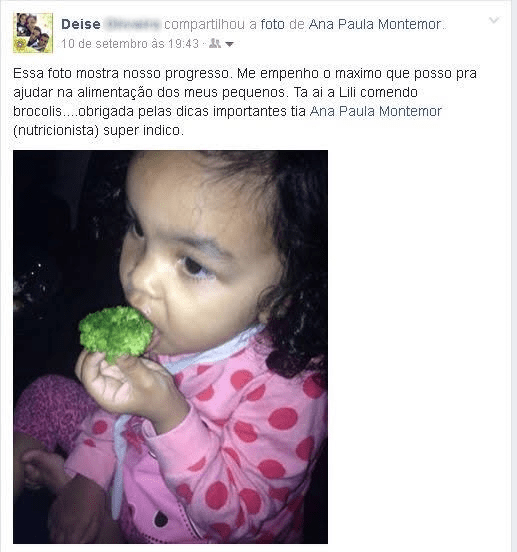 Deise compartilhou a foto de Ana Paula Montemor.
10 de setembro às 19:43 ·
Essa foto mostra nosso progresso. Me empenho o maximo que posso pra
ajudar na alimentação dos meus pequenos. Ta ai a Lili comendo
brocolis....obrigada pelas dicas importantes tia Ana Paula Montemor
(nutricionista) super indico.